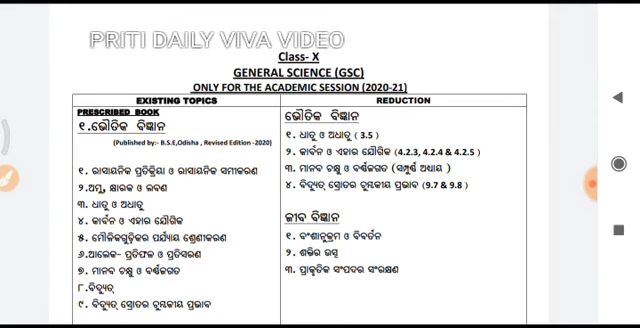 PRITI DAILY VIVA VIDEO
Class- X
GENERAL SCIENCE (GSC)
ONLY FOR THE ACADEMIC SESSION (2020-21)
EXISTING TOPICS
PRESCRIBED BOOK
୧.ଭୌତିକ ବିଜ୍ଞାନ
(Published by:- B.S.E,Odisha , Revised Edition -2020)
୧. ରାସାୟନିକ ପ୍ରତିକ୍ରିୟା ଓ ରାସାୟନିକ ସମୀକରଣ
୨.ଅମ୍ଳ, କ୍ଷାରକ ଓ ଲବଣ
୩. ଧାତୁ ଓ ଅଧାତୁ
୪. କାର୍ବନ ଓ ଏହାର ଯୌଗିକ
୫. ମୌଳିକଗୁଡ଼ିକର ପର୍ଯ୍ୟାୟ ଶ୍ରେଣୀକରଣ
୬.ଆଲୋକ- ପ୍ରତିଫଳ ଓ ପ୍ରତିସରଣ
୭. ମାନବ ଚକ୍ଷୁ ଓ ବର୍ଣ୍ଣଜଗତ
୮.ବିଦ୍ୟୁତ୍
୯. ବିଦ୍ୟୁତ୍ ସ୍ରୋତର ଚୁମ୍ବକୀୟ ପ୍ରଭାବ
REDUCTION
ଭୌତିକ ବିଜ୍ଞାନ
୧. ଧାତୁ ଓ ଅଧାତୁ ( 3.5)
୨. କାର୍ବନ ଓ ଏହାର ଯୌଗିକ (4.2.3, 4.2.4 & 4.2.5)
୩. ମାନବ ଚକ୍ଷୁ ଓ ବର୍ଣ୍ଣଜଗତ (ସମ୍ପୂର୍ଣ୍ଣ ଅଧ୍ୟାୟ )
୪. ବିଦ୍ୟୁତ୍ ସ୍ରୋତର ଚୁମ୍ବକୀୟ ପ୍ରଭାବ (9.7 & 9.8)
ଜୀବ ବିଜ୍ଞାନ
୧. ବଂଶାନୁକ୍ରମ ଓ ବିବର୍ତନ
୨. ଶକ୍ତିର ଉତ୍ସ
୩. ପ୍ରାକୃତିକ ସଂପଦର ସଂରକ୍ଷଣ